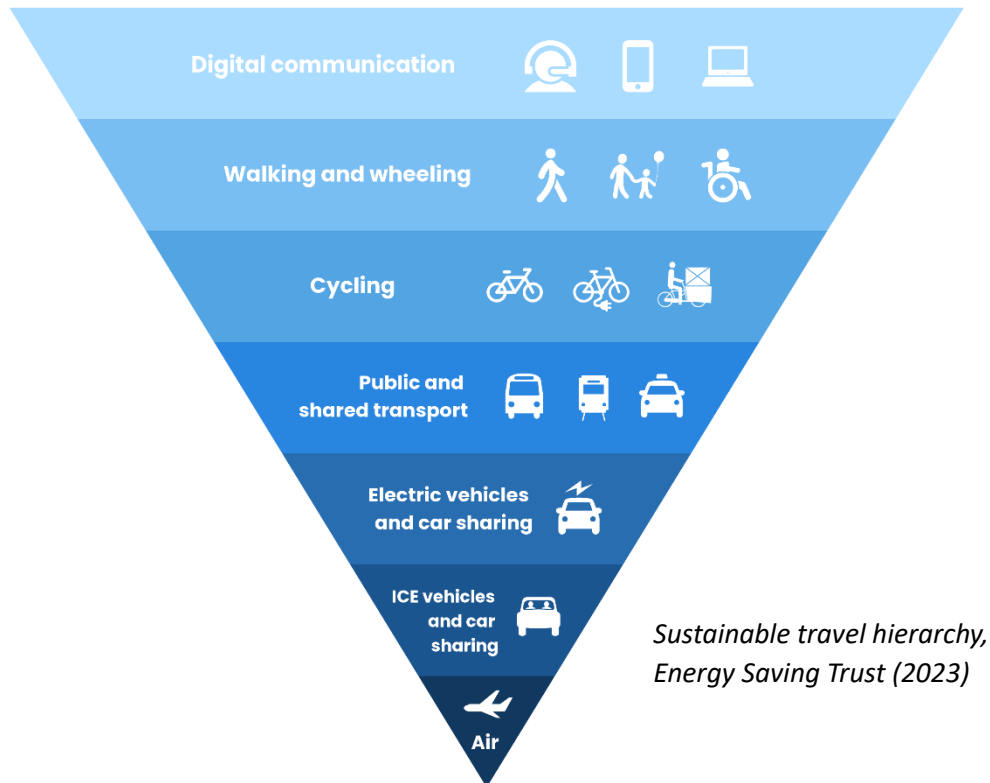 Digital communication
Walking and wheeling
Cycling
Public and
shared transport
Electric vehicles
and car sharing
ICE vehicles
and car
sharing
Air
Sustainable travel hierarchy,
Energy Saving Trust (2023)